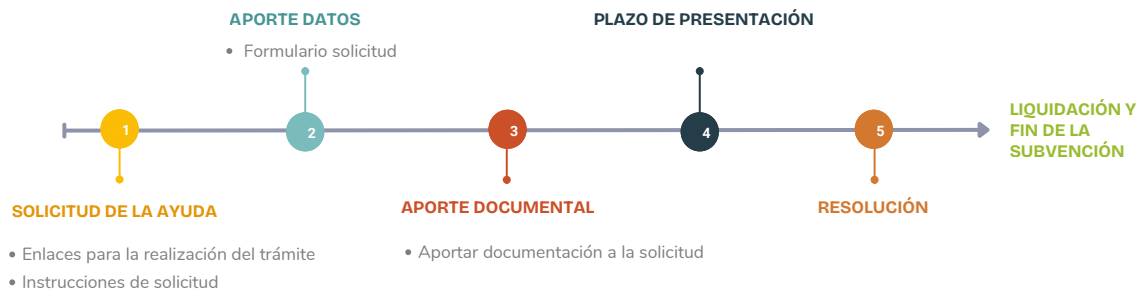 APORTE DATOS
• Formulario solicitud
PLAZO DE PRESENTACIÓN
1
2
3
4
5
LIQUIDACIÓN Y
FIN DE LA
SUBVENCIÓN
SOLICITUD DE LA AYUDA
• Enlaces para la realización del trámite
• Instrucciones de solicitud
APORTE DOCUMENTAL
• Aportar documentación a la solicitud
RESOLUCIÓN